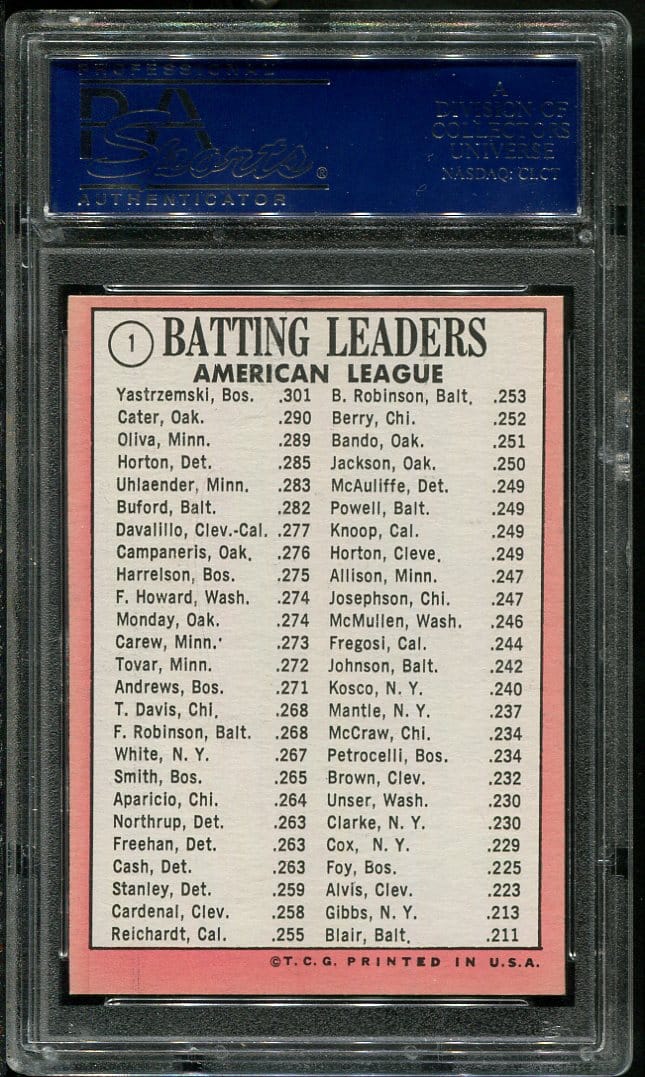 PROFESSIONAL
PSA
Sports®
AUTHENTICATOR
A
DIVISION OF
COLLECTORS
UNIVERSE
NASDAQ: CLCT
1 BATTING LEADERS
AMERICAN LEAGUE
Yastrzemski, Bos. .301 B. Robinson, Balt. .253
Cater, Oak. .290 Berry, Chi. .252
Oliva, Minn. .289 Bando, Oak. .251
Horton, Det. .285 Jackson, Oak. .250
Uhlaender, Minn. .283 McAuliffe, Det. .249
Buford, Balt. .282 Powell, Balt. .249
Davalillo, Clev.-Cal. .277 Knoop, Cal. .249
Campaneris, Oak. .276 Horton, Cleve. .249
Harrelson, Bos. .275 Allison, Minn. .247
F. Howard, Wash. .274 Josephson, Chi. .247
Monday, Oak. .274 McMullen, Wash. .246
Carew, Minn. .273 Fregosi, Cal. .244
Tovar, Minn. .272 Johnson, Balt. .242
Andrews, Bos. .271 Kosco, N. Y. .240
T. Davis, Chi. .268 Mantle, N. Y. .237
F. Robinson, Balt. .268 McCraw, Chi. .234
White, N. Y. .267 Petrocelli, Bos. .234
Smith, Bos. .265 Brown, Clev. .232
Aparicio, Chi. .264 Unser, Wash. .230
Northrup, Det. .263 Clarke, N. Y. .230
Freehan, Det. .263 Cox, N. Y. .229
Cash, Det. .263 Foy, Bos. .225
Stanley, Det. .259 Alvis, Clev. .223
Cardenal, Clev. .258 Gibbs, N. Y. .213
Reichardt, Cal. .255 Blair, Balt. .211
©T. C. G. PRINTED IN U.S.A.